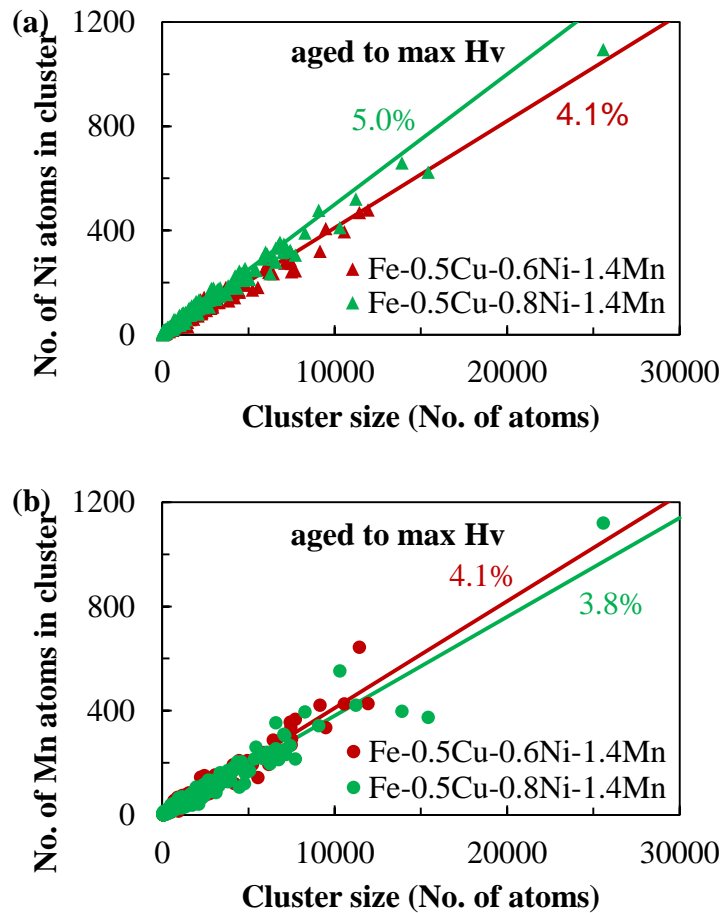 (a)
1200
800
400
0
No. of Ni atoms in cluster
aged to max Hv
5.0%
4.1%
Fe-0.5Cu-0.6Ni-1.4Mn
Fe-0.5Cu-0.8Ni-1.4Mn
0 10000 20000 30000
Cluster size (No. of atoms)
(b)
1200
800
400
0
No. of Mn atoms in cluster
aged to max Hv
4.1%
3.8%
Fe-0.5Cu-0.6Ni-1.4Mn
Fe-0.5Cu-0.8Ni-1.4Mn
0 10000 20000 30000
Cluster size (No. of atoms)